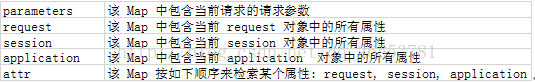 parameters 该 Map 中包含当前请求的请求参数
request 该 Map 中包含当前 request 对象中的所有属性
session 该 Map 中包含当前 session 对象中的所有属性
application 该 Map 中包含当前 application 对象中的所有属性
attr 该 Map 按如下顺序来检索某个属性: request, session, application